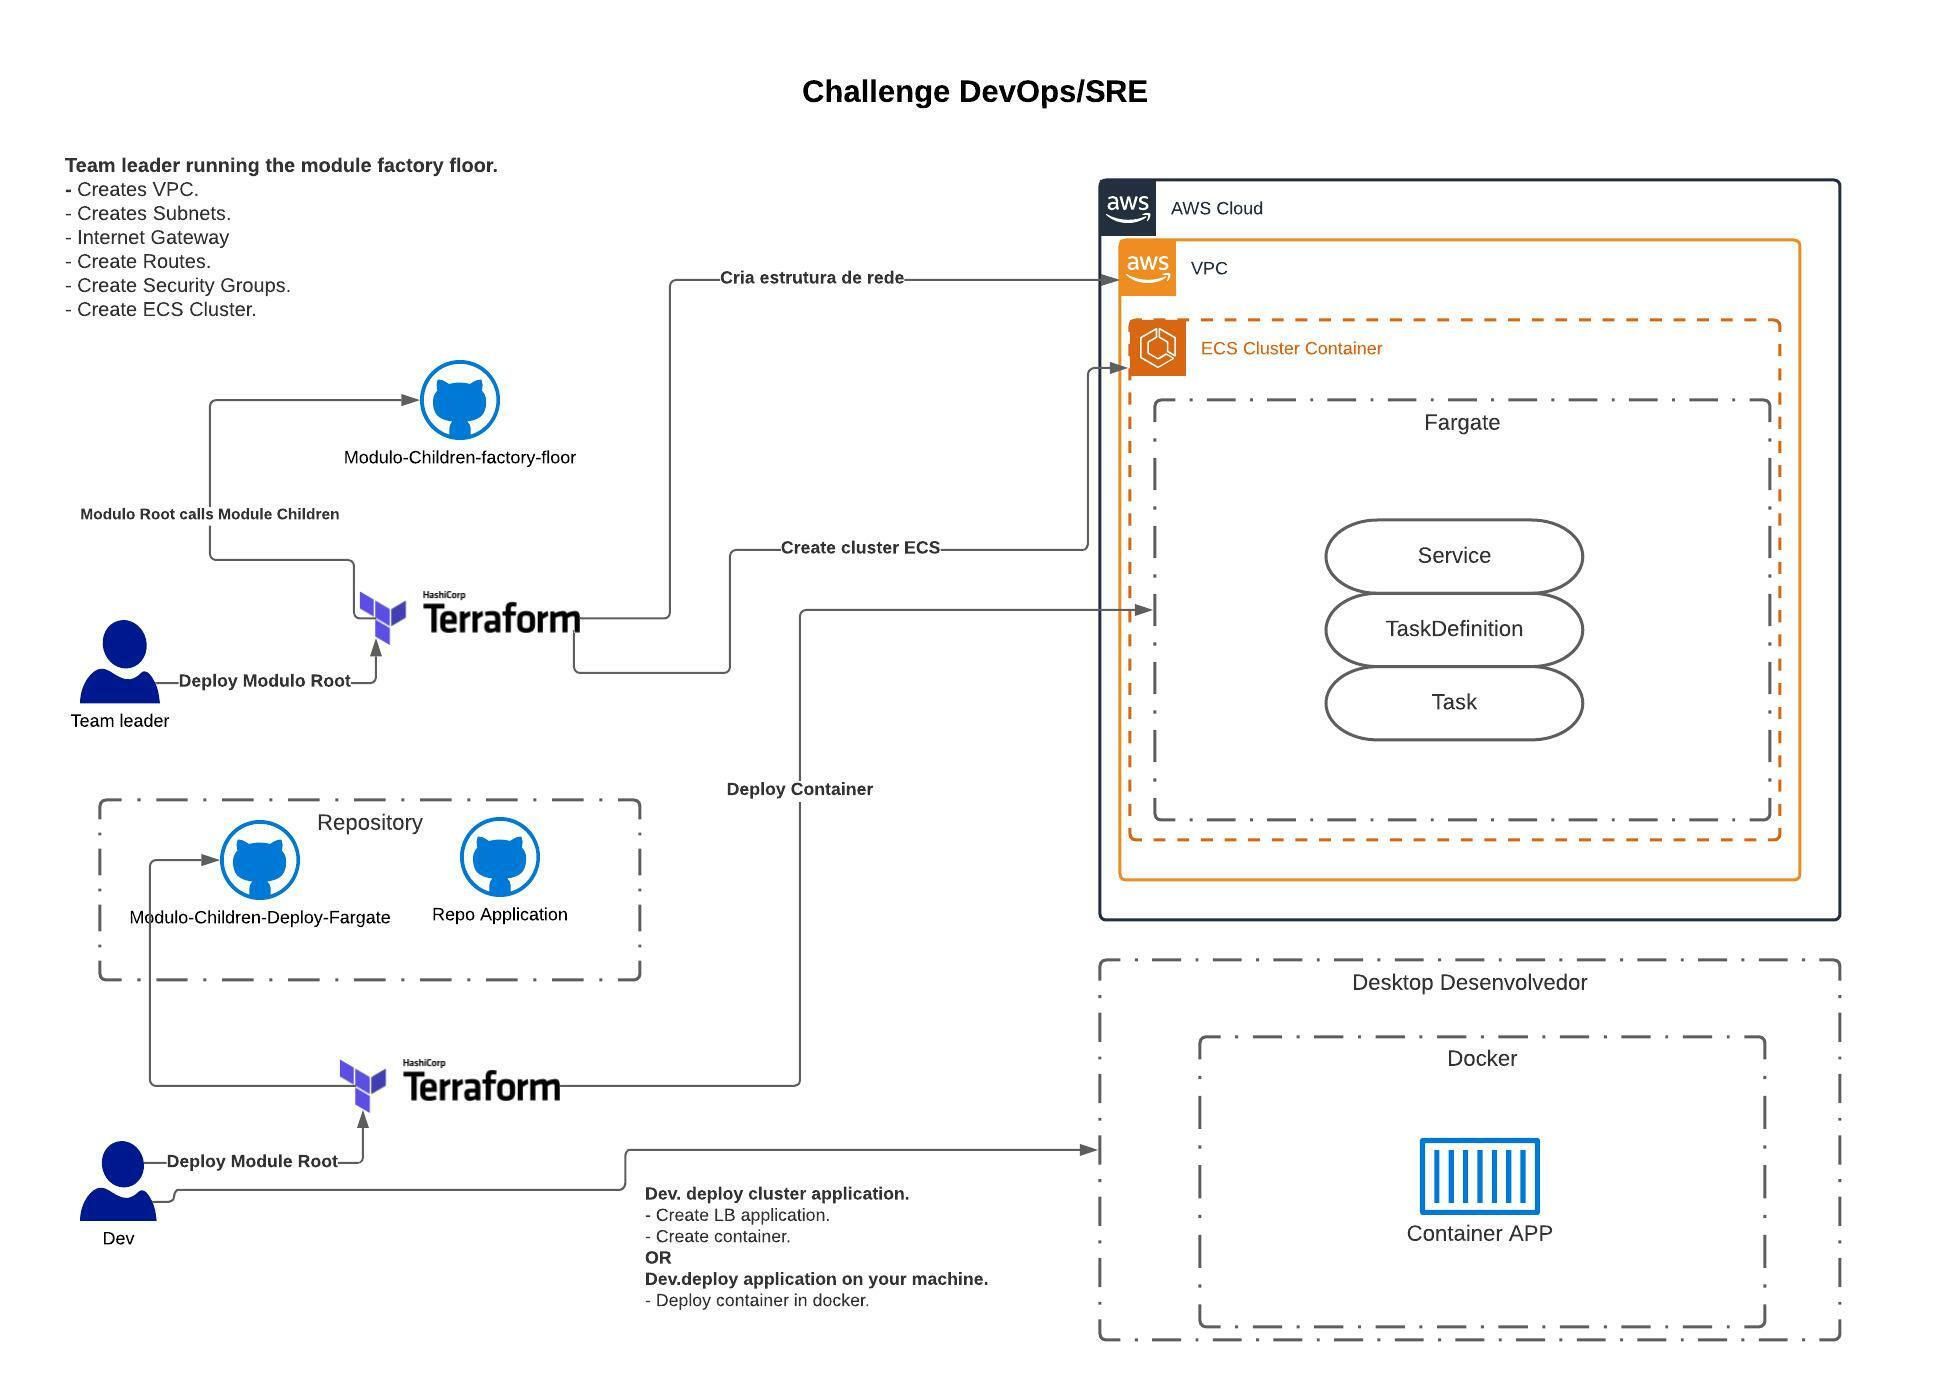 Challenge DevOps/SRE
Team leader running the module factory floor.
- Creates VPC.
- Creates Subnets.
- Internet Gateway
- Create Routes.
- Create Security Groups.
- Create ECS Cluster.
aws
AWS Cloud
aws
VPC
Cria estrutura de rede
ECS Cluster Container
Fargate
Modulo-Children-factory-floor
Modulo Root calls Module Children
Create cluster ECS
Service
HashiCorp
Terraform
TaskDefinition
Deploy Modulo Root
Task
Team leader
Deploy Container
Repository
Modulo-Children-Deploy-Fargate
Repo Application
Desktop Desenvolvedor
Docker
HashiCorp
Terraform
Deploy Module Root
Dev
Dev. deploy cluster application.
- Create LB application.
- Create container.
OR
Dev.deploy application on your machine.
- Deploy container in docker.
Container APP